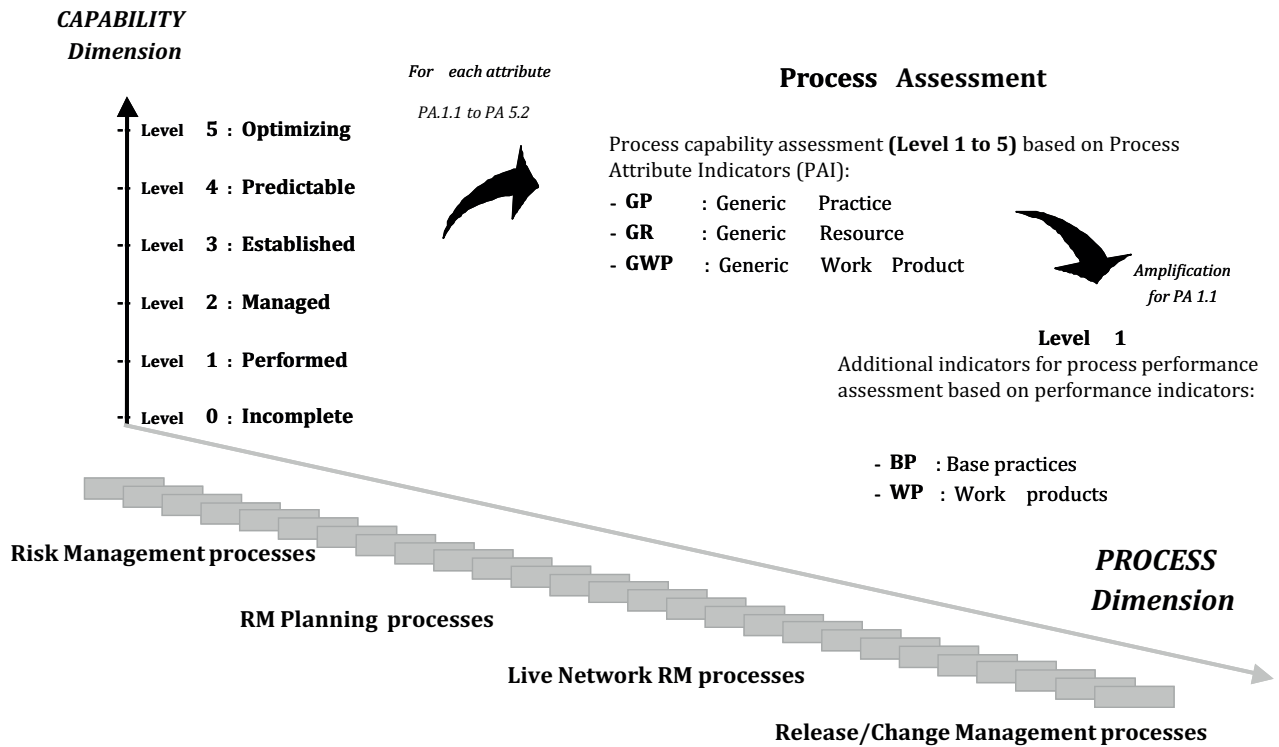 CAPABILITY
Dimension
For each attribute
PA.1.1 to PA 5.2
Process Assessment
Level 5 : Optimizing
Level 4 : Predictable
Level 3 : Established
Level 2 : Managed
Level 1 : Performed
Level 0 : Incomplete
Process capability assessment (Level 1 to 5) based on Process
Attribute Indicators (PAI):
- GP : Generic Practice
- GR : Generic Resource
- GWP : Generic Work Product
Amplification
for PA 1.1
Level 1
Additional indicators for process performance
assessment based on performance indicators:
- BP : Base practices
- WP : Work products
Risk Management processes
RM Planning processes
Live Network RM processes
Release/Change Management processes
PROCESS
Dimension